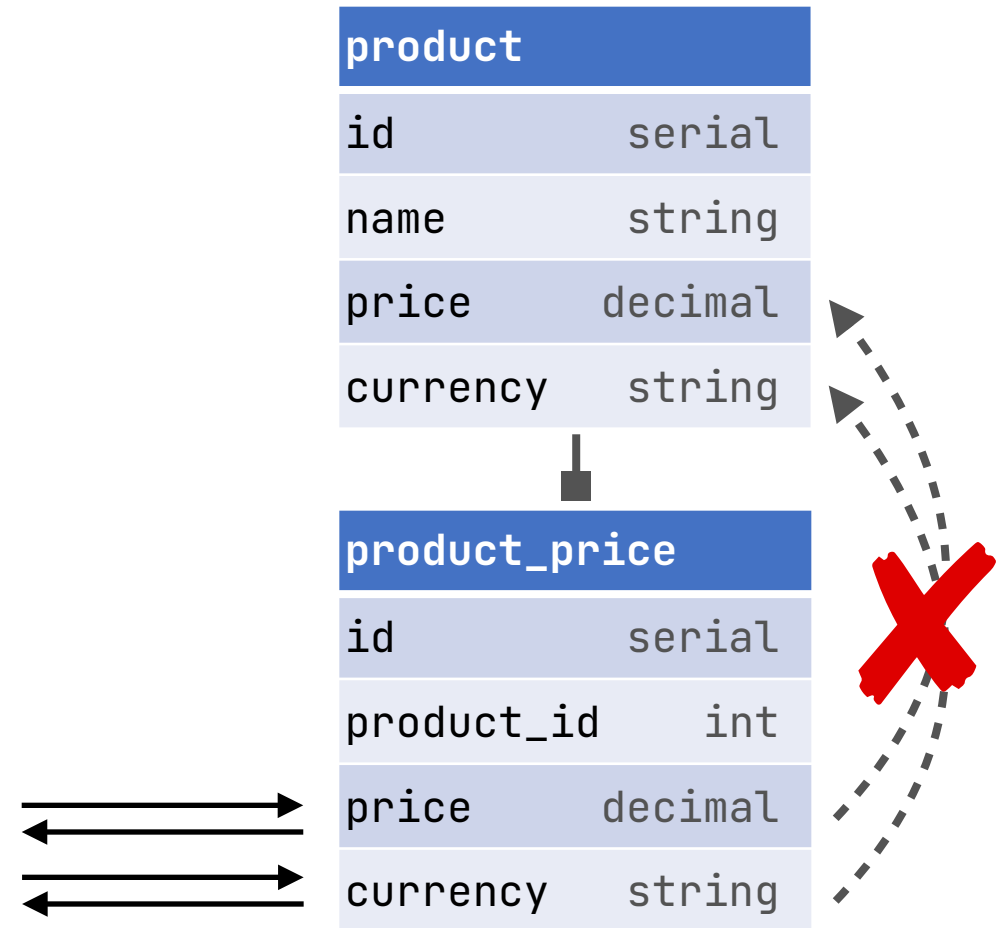 product
id serial
name string
price decimal
currency string
product_price
id serial
product_id int
price decimal
currency string